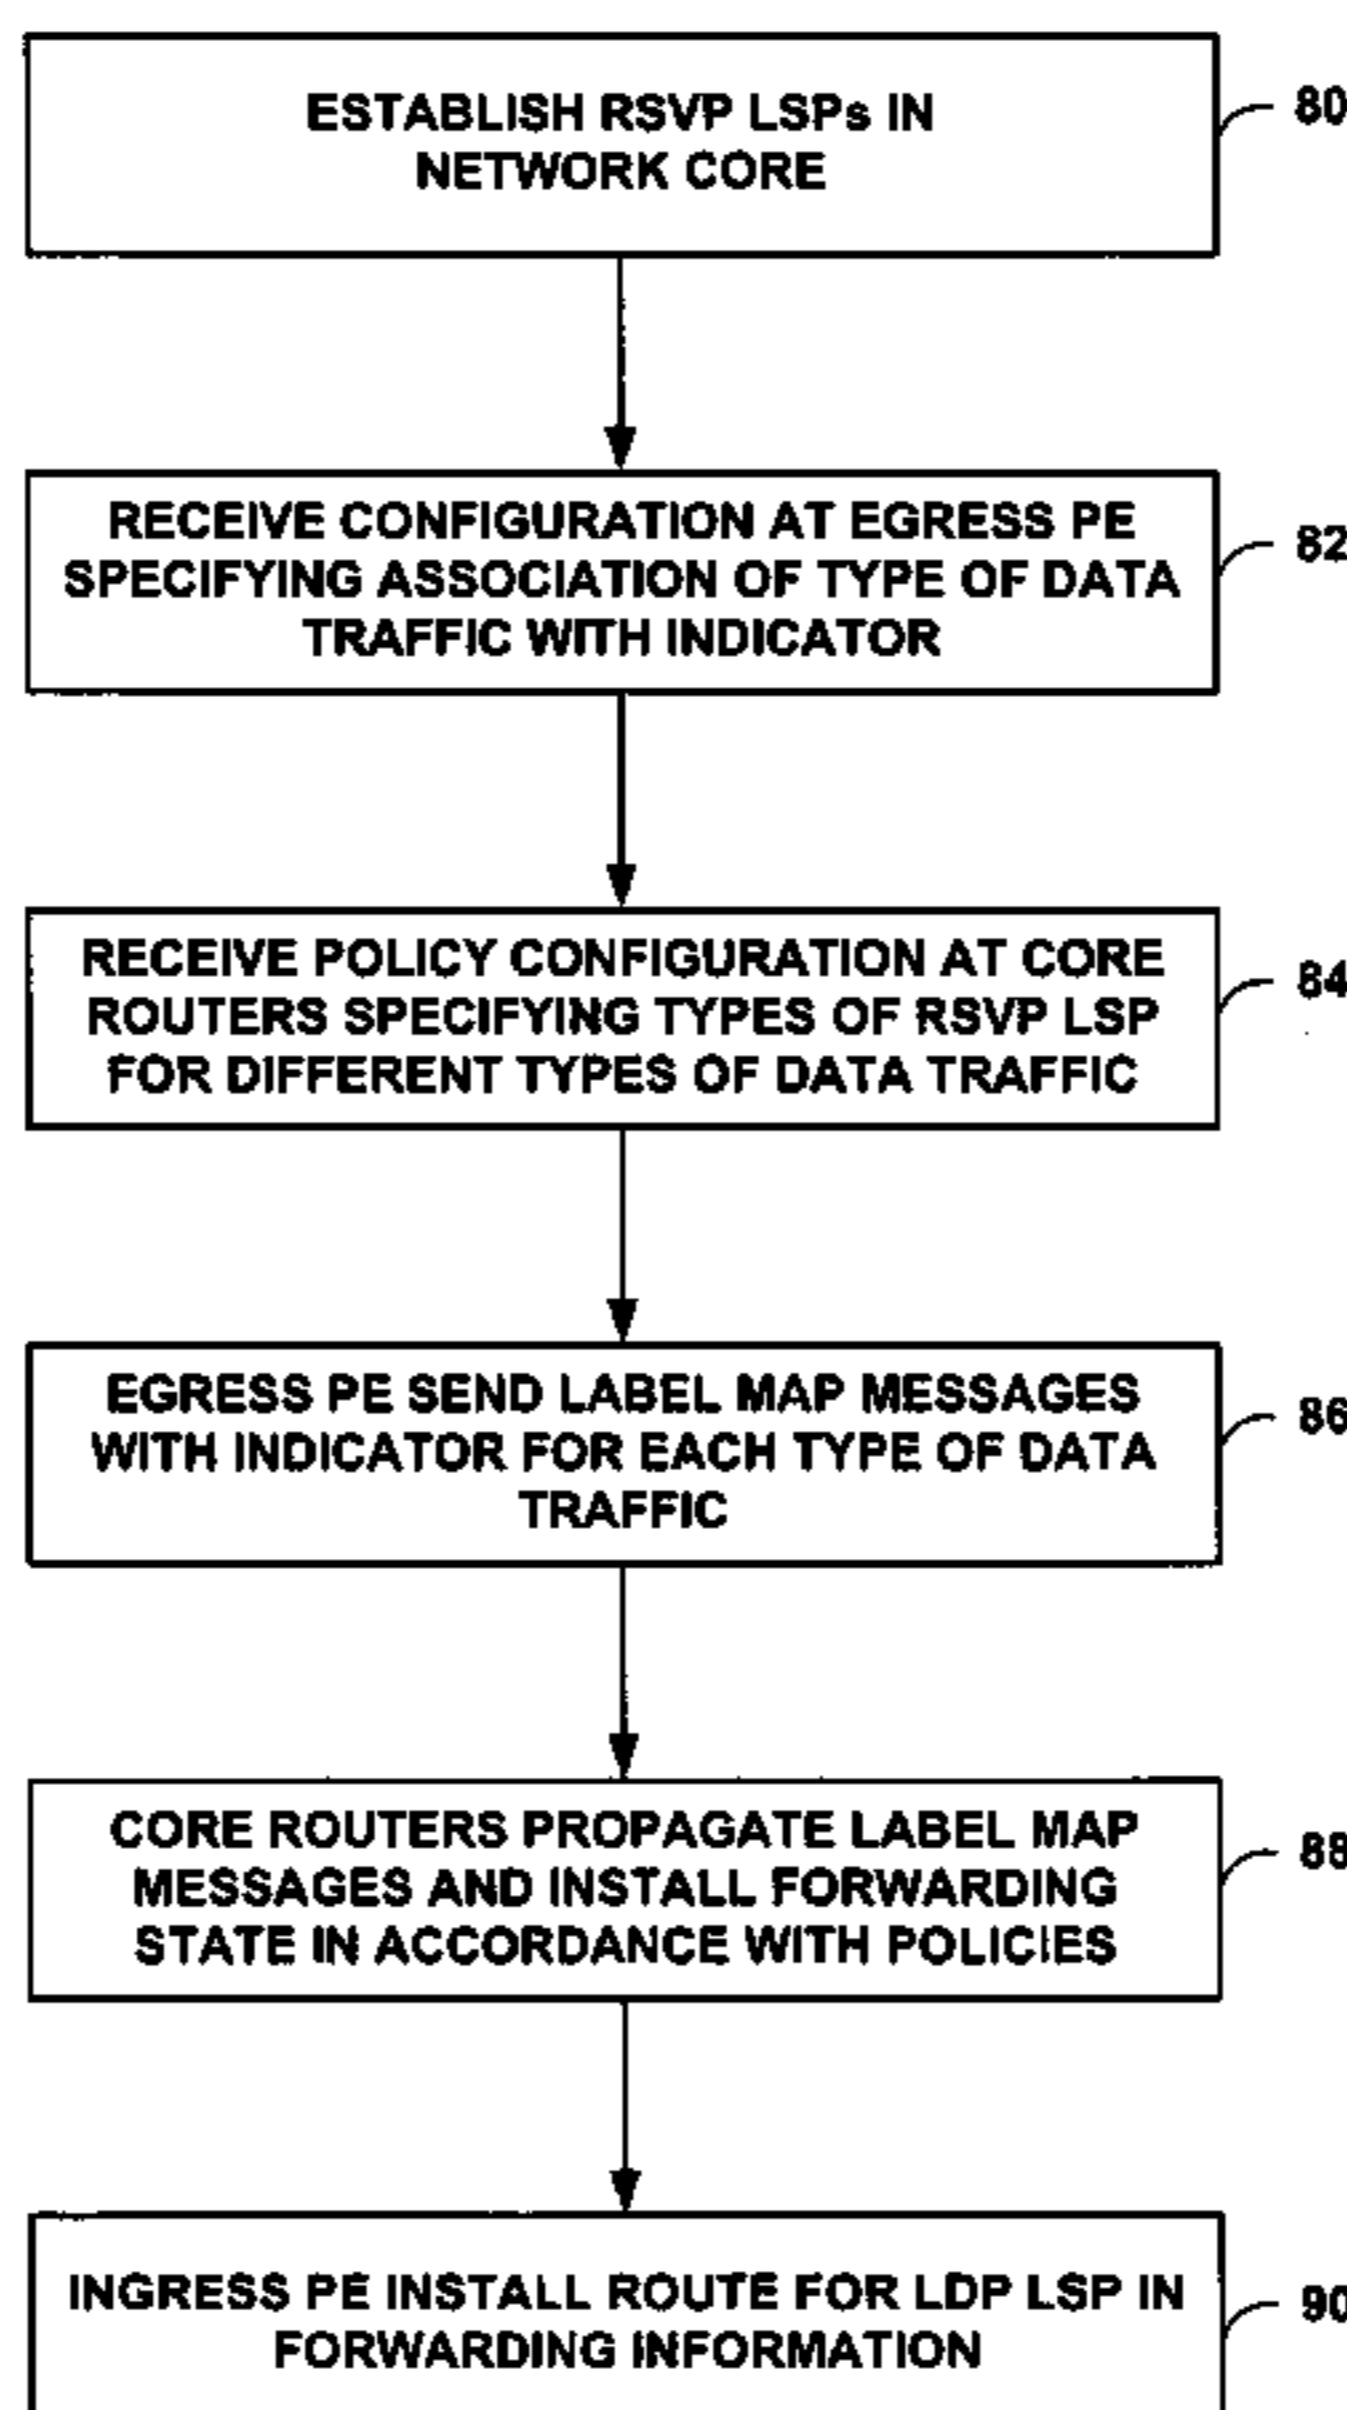 ESTABLISH RSVP LSPs IN
NETWORK CORE
80
RECEIVE CONFIGURATION AT EGRESS PE
SPECIFYING ASSOCIATION OF TYPE OF DATA
TRAFFIC WITH INDICATOR
82
RECEIVE POLICY CONFIGURATION AT CORE
ROUTERS SPECIFYING TYPES OF RSVP LSP
FOR DIFFERENT TYPES OF DATA TRAFFIC
84
EGRESS PE SEND LABEL MAP MESSAGES
WITH INDICATOR FOR EACH TYPE OF DATA
TRAFFIC
86
CORE ROUTERS PROPAGATE LABEL MAP
MESSAGES AND INSTALL FORWARDING
STATE IN ACCORDANCE WITH POLICIES
88
INGRESS PE INSTALL ROUTE FOR LDP LSP IN
FORWARDING INFORMATION
90